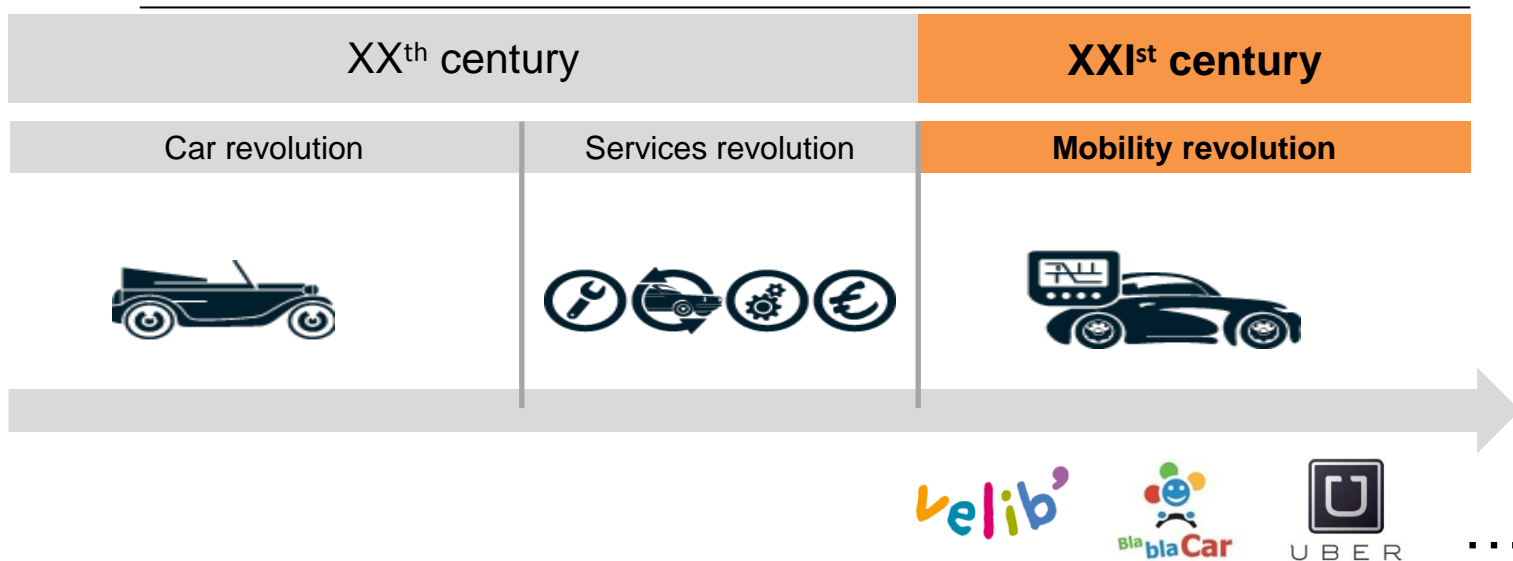 XXth century
XXIst century
Car revolution
Services revolution
Mobility revolution
€
velib'
BlablaCar
UBER
...